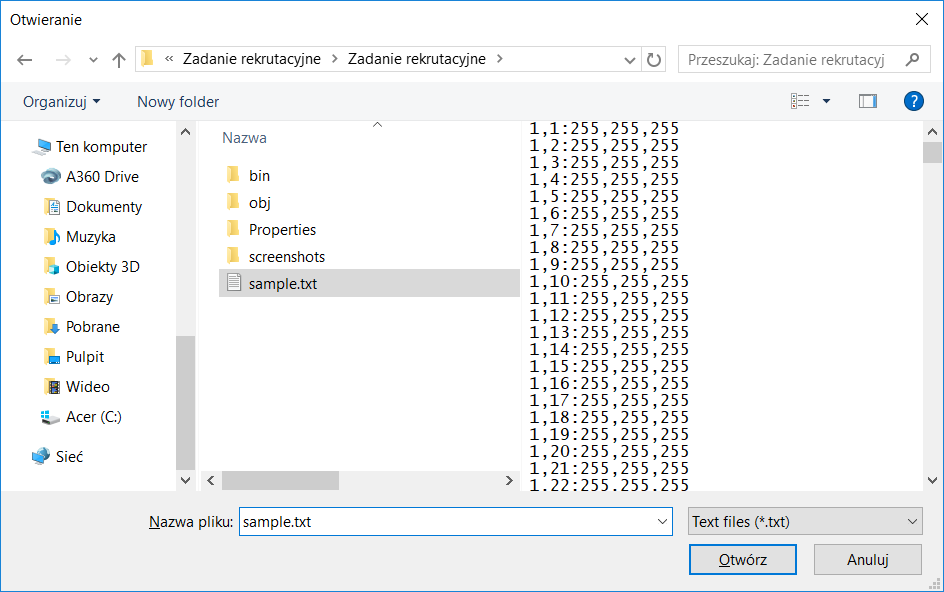 Otwieranie
« Zadanie rekrutacyjne > Zadanie rekrutacyjne >
Przeszukaj: Zadanie rekrutacyj
Organizuj
Nowy folder
?
Ten komputer
A360 Drive
Dokumenty
Muzyka
Obiekty 3D
Obrazy
Pobrane
Pulpit
Wideo
Acer (C:)
Sieć
Nazwa
bin
obj
Properties
screenshots
sample.txt
1,1:255,255,255
1,2:255,255,255
1,3:255,255,255
1,4:255,255,255
1,5:255,255,255
1,6:255,255,255
1,7:255,255,255
1,8:255,255,255
1,9:255,255,255
1,10:255,255,255
1,11:255,255,255
1,12:255,255,255
1,13:255,255,255
1,14:255,255,255
1,15:255,255,255
1,16:255,255,255
1,17:255,255,255
1,18:255,255,255
1,19:255,255,255
1,20:255,255,255
1,21:255,255,255
1,22:255,255,255
Nazwa pliku: sample.txt
Text files (*.txt)
Otwórz
Anuluj